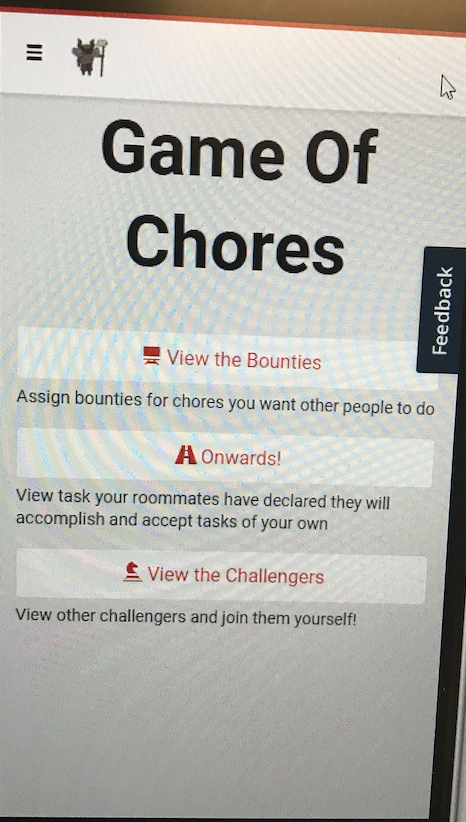 Game Of
Chores
Feedback
View the Bounties
Assign bounties for chores you want other people to do
Onwards!
View task your roommates have declared they will
accomplish and accept tasks of your own
View the Challengers
View other challengers and join them yourself!